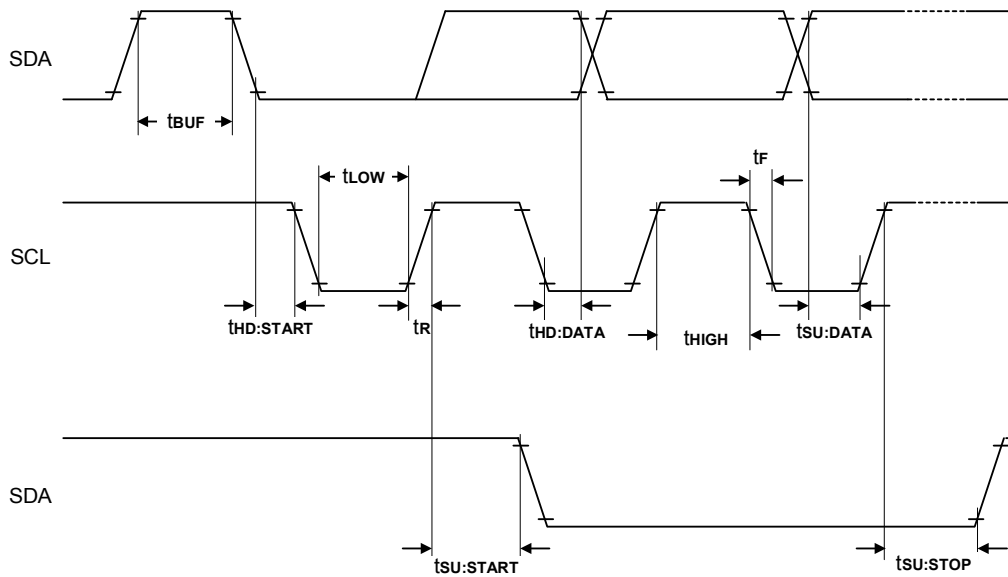 SDA
tBUF
tF
tLOW
SCL
tHD:START
tR
tHD:DATA
tHIGH
tSU:DATA
SDA
tSU:START
tSU:STOP